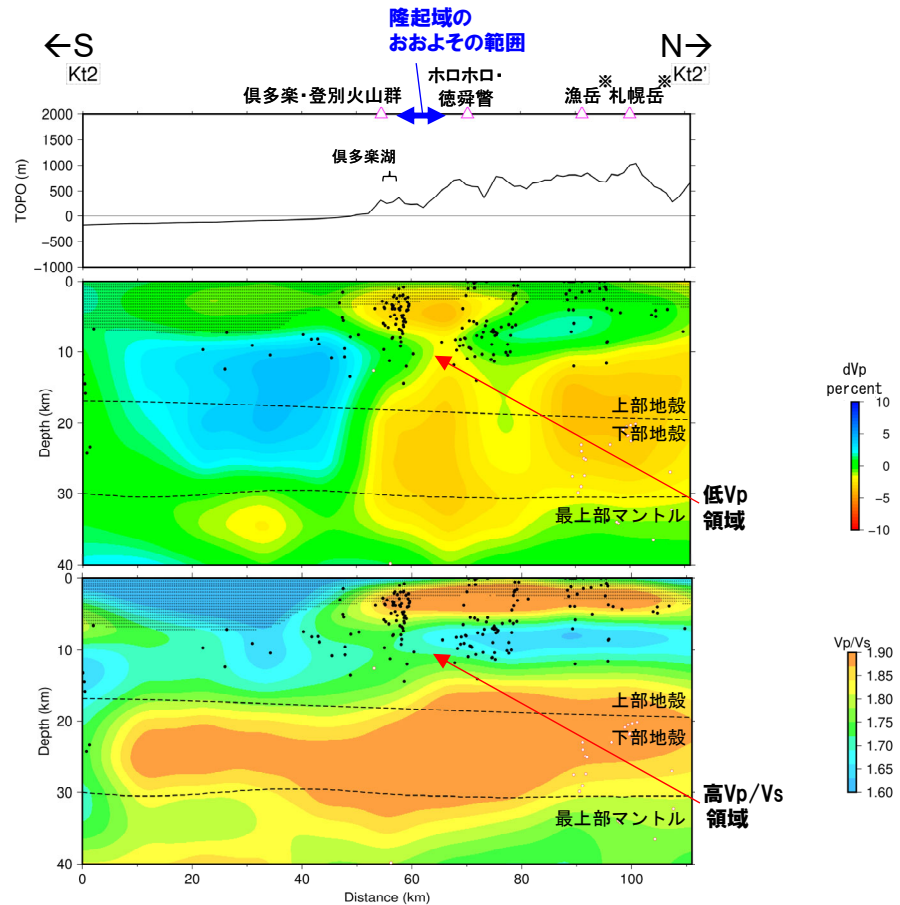 隆起域の
おおよその範囲
←S
N→
Kt2
Kt2'
ホロホロ・
徳舜瞥
俱多楽・登別火山群
漁岳※
札幌岳※
俱多楽湖
TOPO (m)
2000
1500
1000
500
0
−500
−1000
Depth(km)
0
10
20
30
40
上部地殻
下部地殻
最上部マントル
低Vp
領域
dVp
percent
10
5
0
−5
−10
Depth(km)
0
10
20
30
40
上部地殻
下部地殻
最上部マントル
高Vp/Vs
領域
Vp/Vs
1.90
1.85
1.80
1.75
1.70
1.65
1.60
0
20
40
60
80
100
Distance (km)